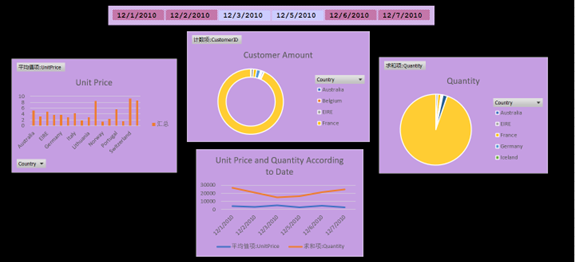 12/1/2010 12/2/2010 12/3/2010 12/5/2010 12/6/2010 12/7/2010
平均值项:UnitPrice
Unit Price
10
8
6
4
2
0
Australia
EIRE
Germany
Italy
Lithuania
Norway
Portugal
Switzerland
汇总
Country
计数项:CustomerID
Customer Amount
Country
Australia
Belgium
EIRE
France
求和项:Quantity
Quantity
Country
Australia
EIRE
France
Germany
Iceland
Unit Price and Quantity According
to Date
30000
20000
10000
0
12/1/2010
12/2/2010
12/3/2010
12/5/2010
12/6/2010
12/7/2010
平均值项:UnitPrice 求和项:Quantity